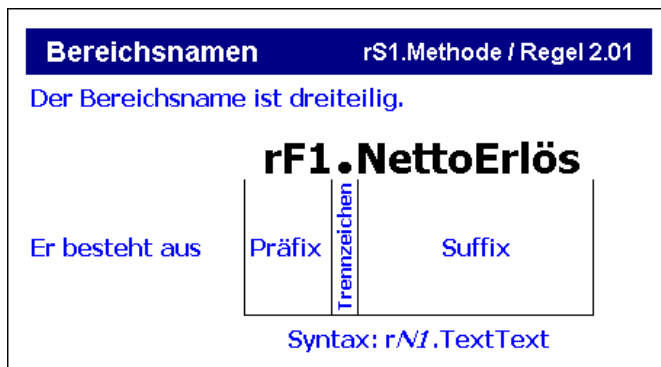 Bereichsnamen rS1.Methode / Regel 2.01
Der Bereichsname ist dreiteilig.
rF1.NettoErlös
Er besteht aus Präfix Trennzeichen Suffix
Syntax: rN1.TextText